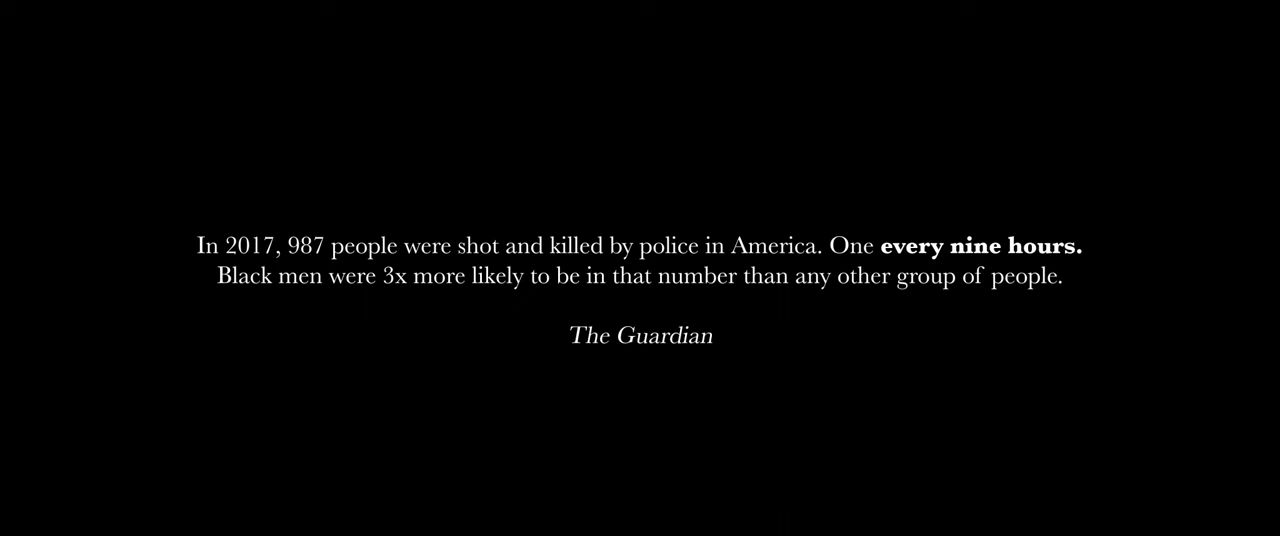 In 2017, 987 people were shot and killed by police in America. One every nine hours.
Black men were 3x more likely to be in that number than any other group of people.
The Guardian